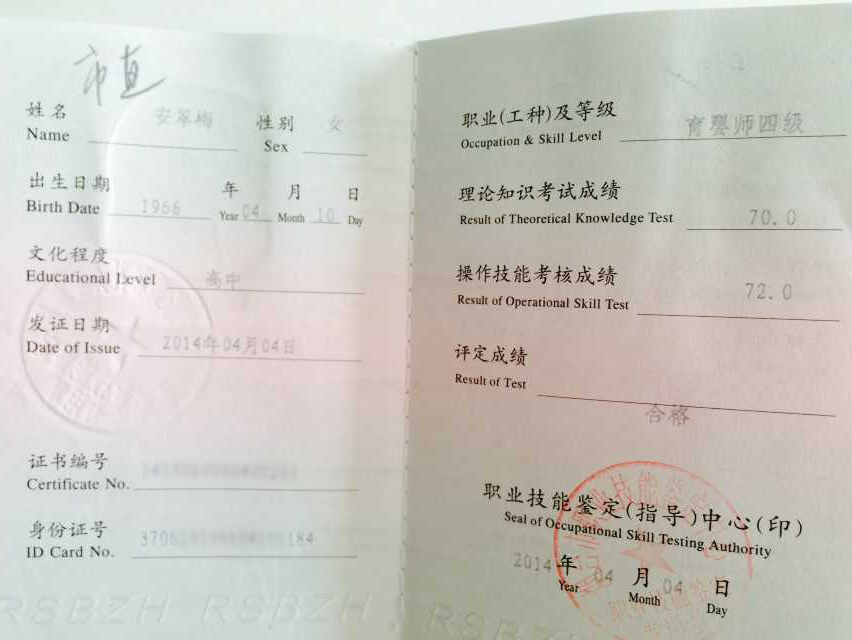 市直
姓名 安翠梅 性别 女
Name Sex
出生日期 年 月 日
Birth Date 1966 Year 04 Month 10 Day
文化程度
Educational Level 高中
发证日期
Date of Issue 2014年04月04日
证书编号
Certificate No.
身份证号
ID Card No. 3706 184
RSBZH RSBZH RSBZH
职业(工种)及等级
Occupation & Skill Level 育婴师四级
理论知识考试成绩
Result of Theoretical Knowledge Test 70.0
操作技能考核成绩
Result of Operational Skill Test 72.0
评定成绩
Result of Test
合格
职业技能鉴定(指导)中心(印)
Seal of Occupational Skill Testing Authority
2014 年 04 月 04 日
Year Month Day